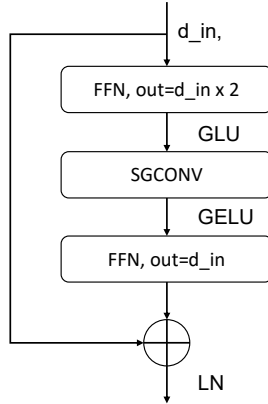 d_in,
FFN, out=d_in x 2
GLU
SGCONV
GELU
FFN, out=d_in
LN